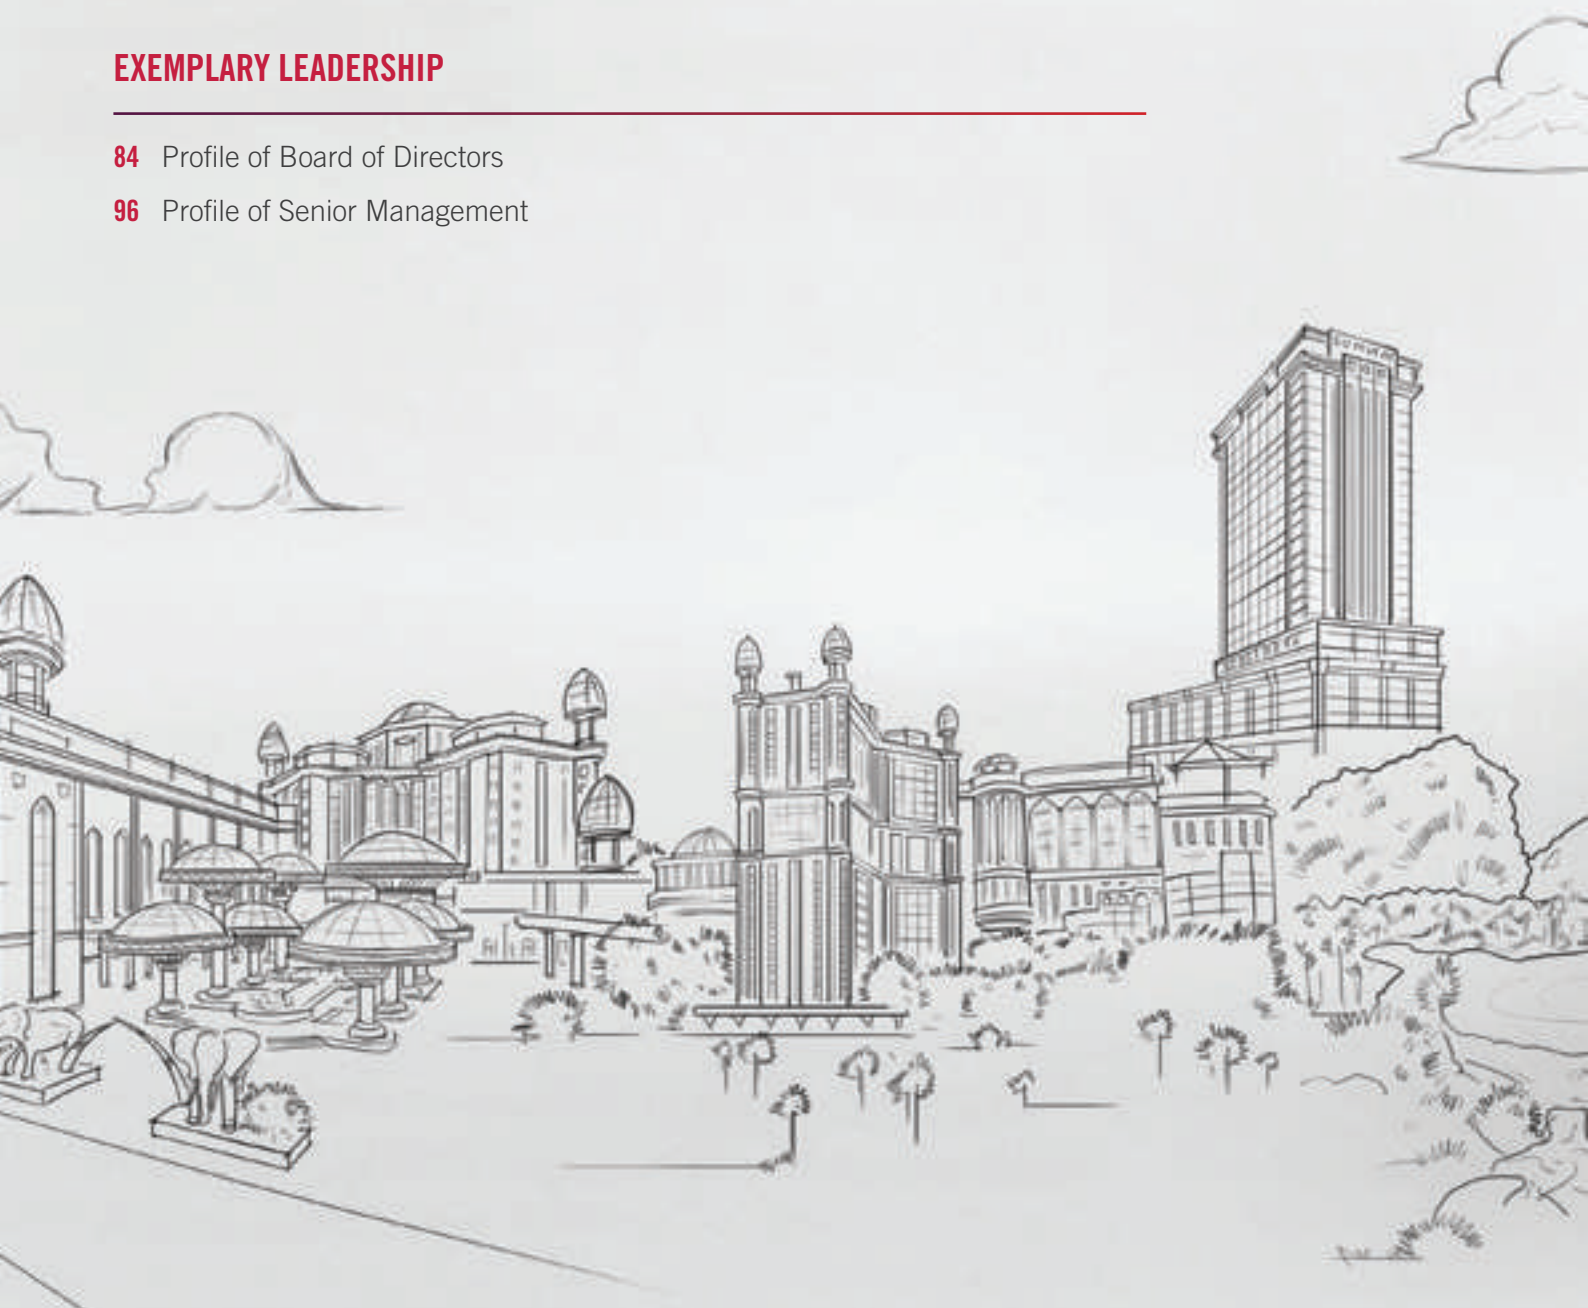 EXEMPLARY LEADERSHIP
84 Profile of Board of Directors
96 Profile of Senior Management